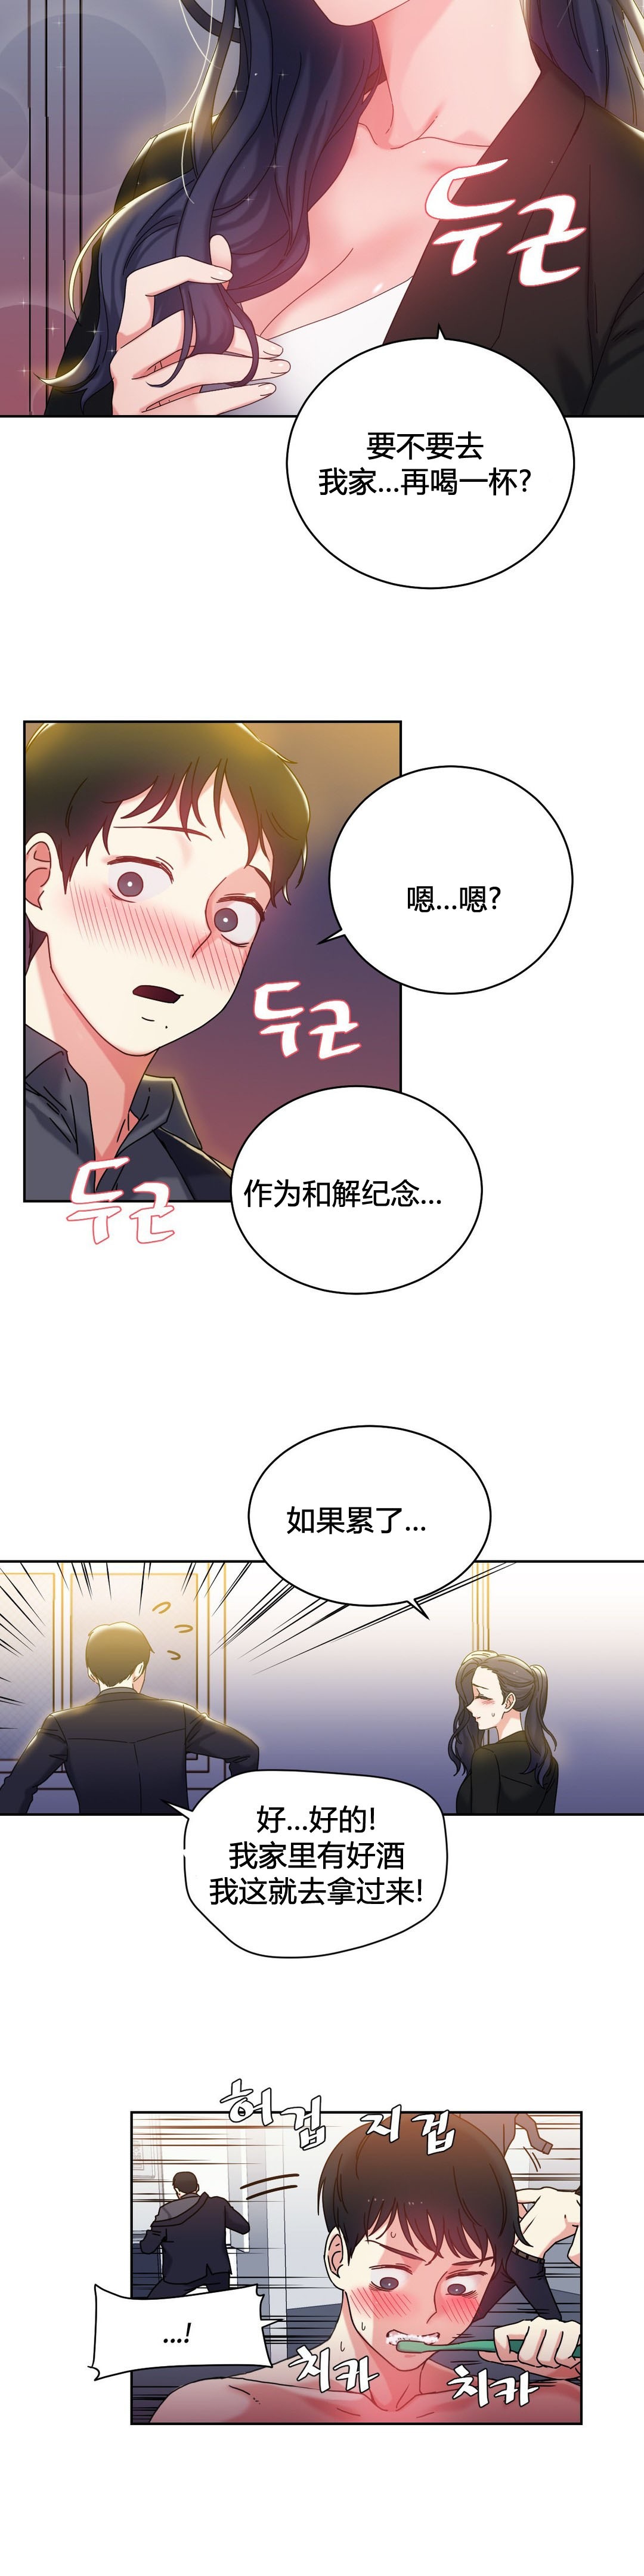 두근
要不要去
我家...再喝一杯?
嗯...嗯?
두근
두근
作为和解纪念...
如果累了...
好...好的!
我家里有好酒
我这就去拿过来!
허겁 지겁
...!
치카
치카